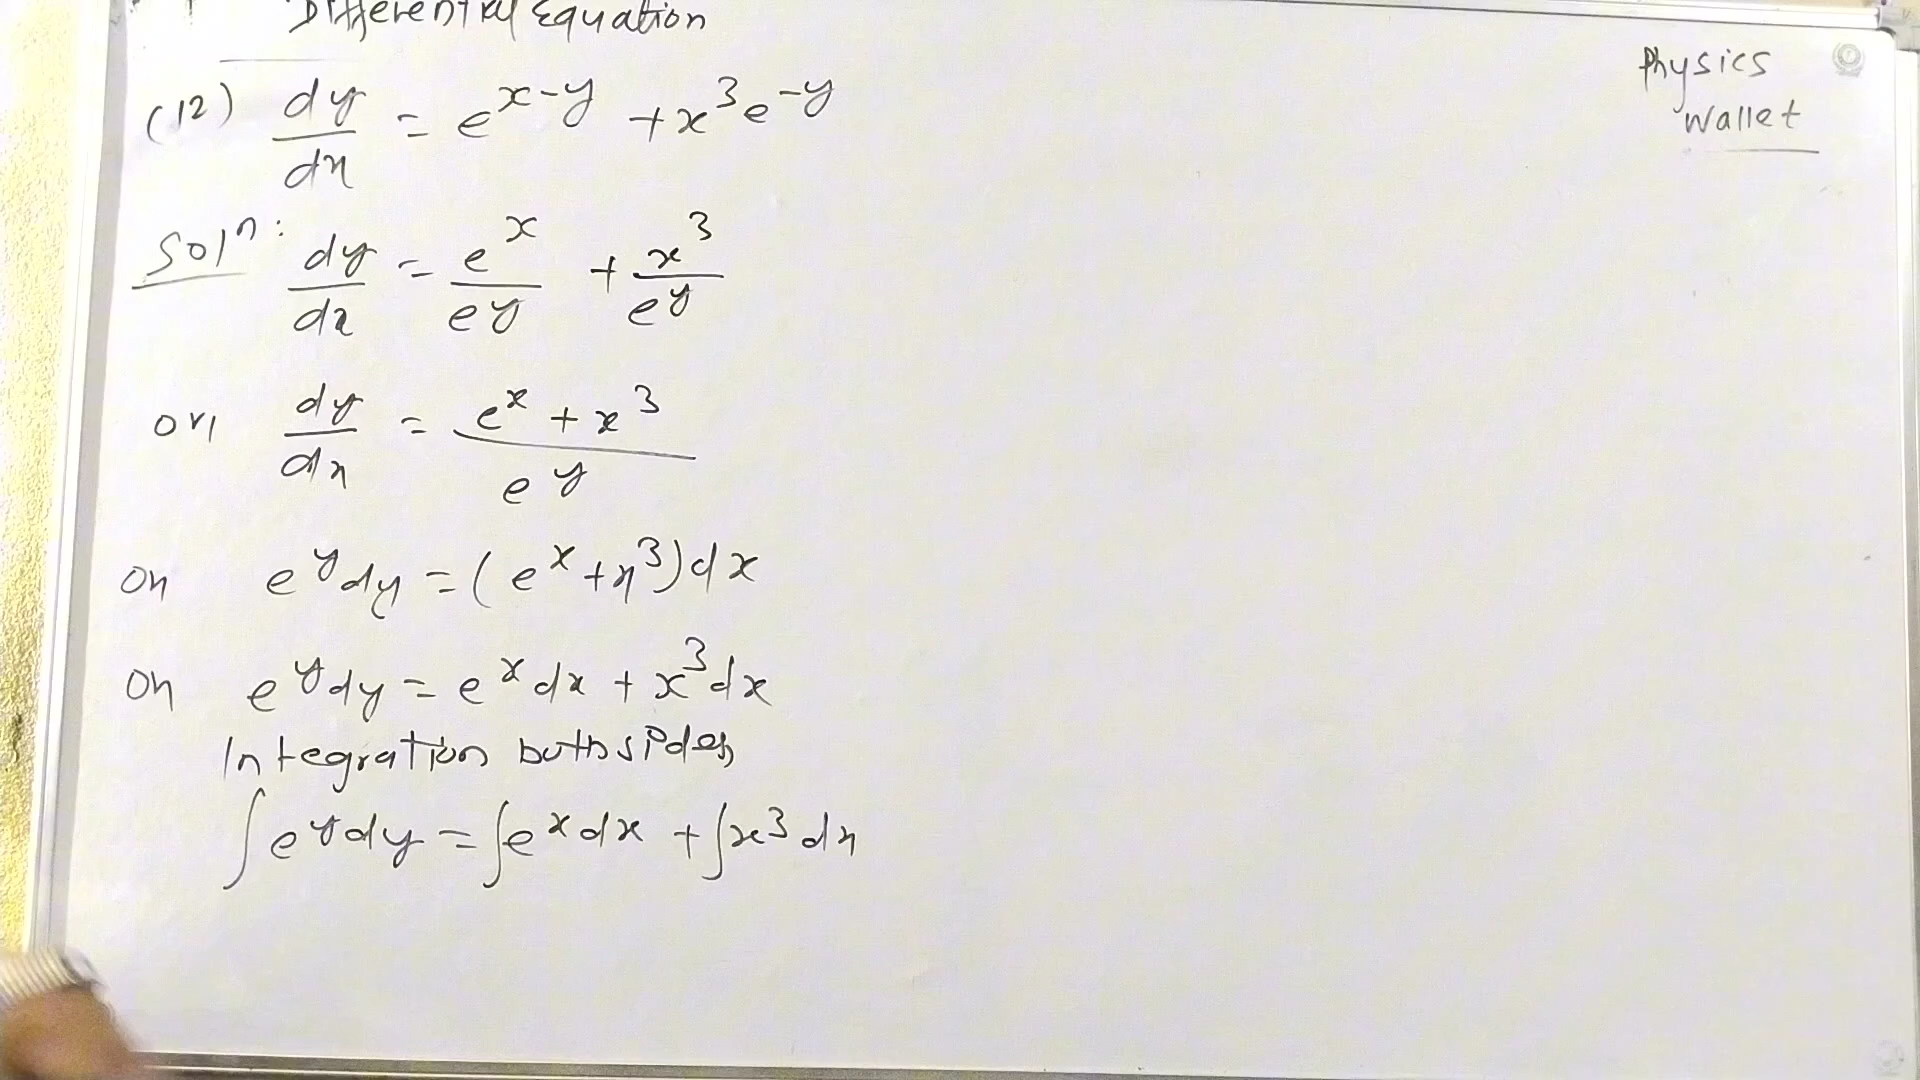 Differential Equation
Physics
Wallet
(12) dy/dx = e^x-y + x^3 e^-y
Solⁿ: dy/dx = e^x/e^y + x^3/e^y
or, dy/dx = e^x + x^3/e^y
or e^y dy = (e^x + x^3) dx
or e^y dy = e^x dx + x^3 dx
Integration both sides
∫ e^y dy = ∫ e^x dx + ∫ x^3 dx